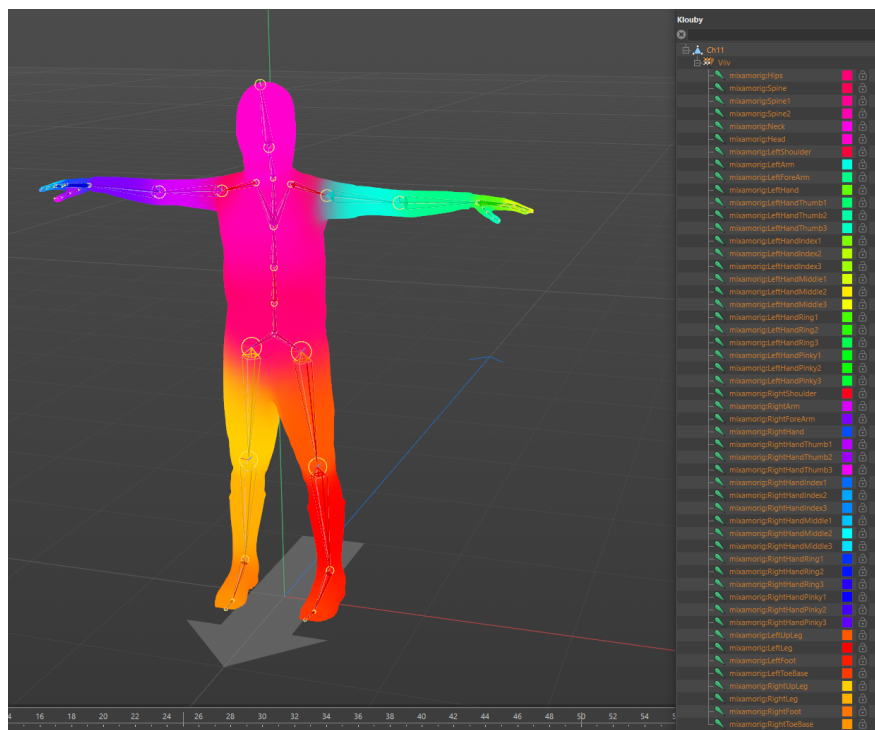 Klouby
Ch11
Vliv
mixamorig:Hips
mixamorig:Spine
mixamorig:Spine1
mixamorig:Spine2
mixamorig:Neck
mixamorig:Head
mixamorig:LeftShoulder
mixamorig:LeftArm
mixamorig:LeftForeArm
mixamorig:LeftHand
mixamorig:LeftHandThumb1
mixamorig:LeftHandThumb2
mixamorig:LeftHandThumb3
mixamorig:LeftHandIndex1
mixamorig:LeftHandIndex2
mixamorig:LeftHandIndex3
mixamorig:LeftHandMiddle1
mixamorig:LeftHandMiddle2
mixamorig:LeftHandMiddle3
mixamorig:LeftHandRing1
mixamorig:LeftHandRing2
mixamorig:LeftHandRing3
mixamorig:LeftHandPinky1
mixamorig:LeftHandPinky2
mixamorig:LeftHandPinky3
mixamorig:RightShoulder
mixamorig:RightArm
mixamorig:RightForeArm
mixamorig:RightHand
mixamorig:RightHandThumb1
mixamorig:RightHandThumb2
mixamorig:RightHandThumb3
mixamorig:RightHandIndex1
mixamorig:RightHandIndex2
mixamorig:RightHandIndex3
mixamorig:RightHandMiddle1
mixamorig:RightHandMiddle2
mixamorig:RightHandMiddle3
mixamorig:RightHandRing1
mixamorig:RightHandRing2
mixamorig:RightHandRing3
mixamorig:RightHandPinky1
mixamorig:RightHandPinky2
mixamorig:RightHandPinky3
mixamorig:LeftUpLeg
mixamorig:LeftLeg
mixamorig:LeftFoot
mixamorig:LeftToeBase
mixamorig:RightUpLeg
mixamorig:RightLeg
mixamorig:RightFoot
mixamorig:RightToeBase
16 18 20 22 24 26 28 30 32 34 36 38 40 42 44 46 48 50 52 54